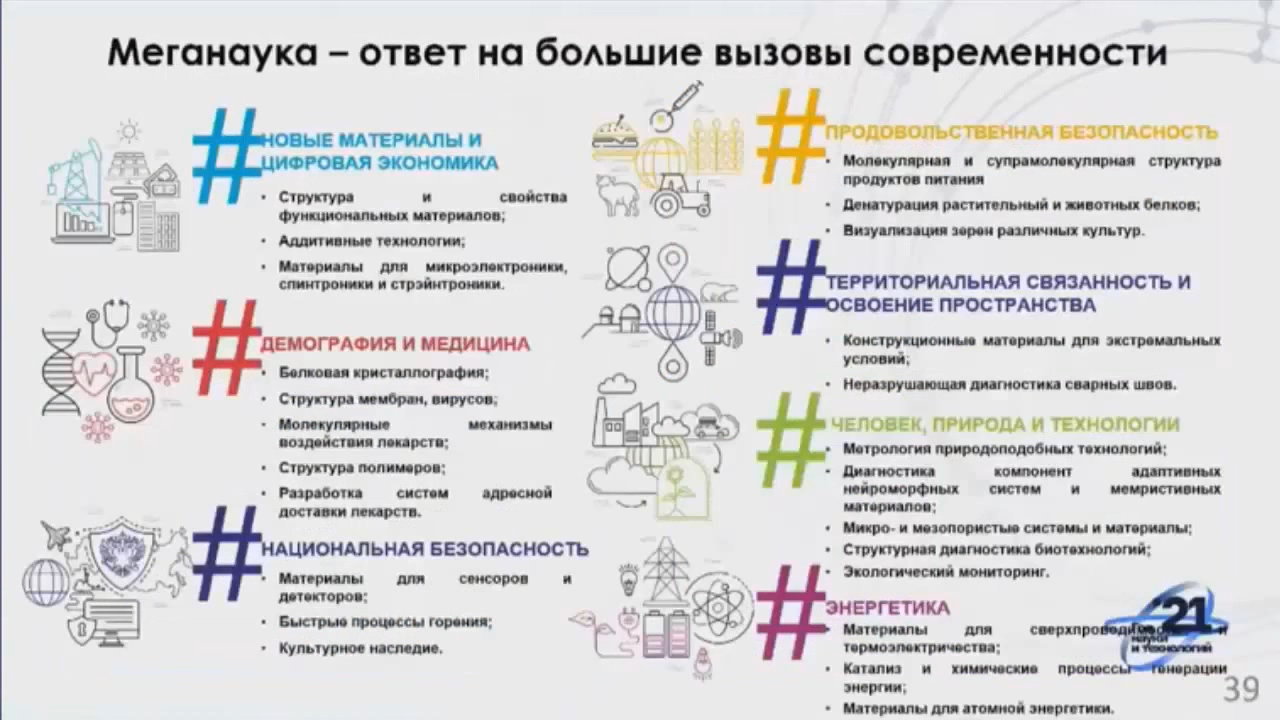 Меганаука – ответ на большие вызовы современности
#НОВЫЕ МАТЕРИАЛЫ И
ЦИФРОВАЯ ЭКОНОМИКА
• Структура и свойства
функциональных материалов;
• Аддитивные технологии;
• Материалы для микроэлектроники,
спинтроники и стрэйнтроники.
#ДЕМОГРАФИЯ И МЕДИЦИНА
• Белковая кристаллография;
• Структура мембран, вирусов;
• Молекулярные механизмы
воздействия лекарств;
• Структура полимеров;
• Разработка систем адресной
доставки лекарств.
#НАЦИОНАЛЬНАЯ БЕЗОПАСНОСТЬ
• Материалы для сенсоров и
детекторов;
• Быстрые процессы горения;
• Культурное наследие.
#ПРОДОВОЛЬСТВЕННАЯ БЕЗОПАСНОСТЬ
• Молекулярная и супрамолекулярная структура
продуктов питания
• Денатурация растительный и животных белков;
• Визуализация зерен различных культур.
#ТЕРРИТОРИАЛЬНАЯ СВЯЗАННОСТЬ И
ОСВОЕНИЕ ПРОСТРАНСТВА
• Конструкционные материалы для экстремальных
условий;
• Неразрушающая диагностика сварных швов.
#ЧЕЛОВЕК, ПРИРОДА И ТЕХНОЛОГИИ
• Метрология природоподобных технологий;
• Диагностика компонент адаптивных
нейроморфных систем и мемристивных
материалов;
• Микро- и мезопористые системы и материалы;
• Структурная диагностика биотехнологий;
• Экологический мониторинг.
#ЭНЕРГЕТИКА
• Материалы для и
термоэлектричества;
• Катализ и химические процессы генерации
энергии;
• Материалы для атомной энергетики.
'21
Год
науки
и технологий
39